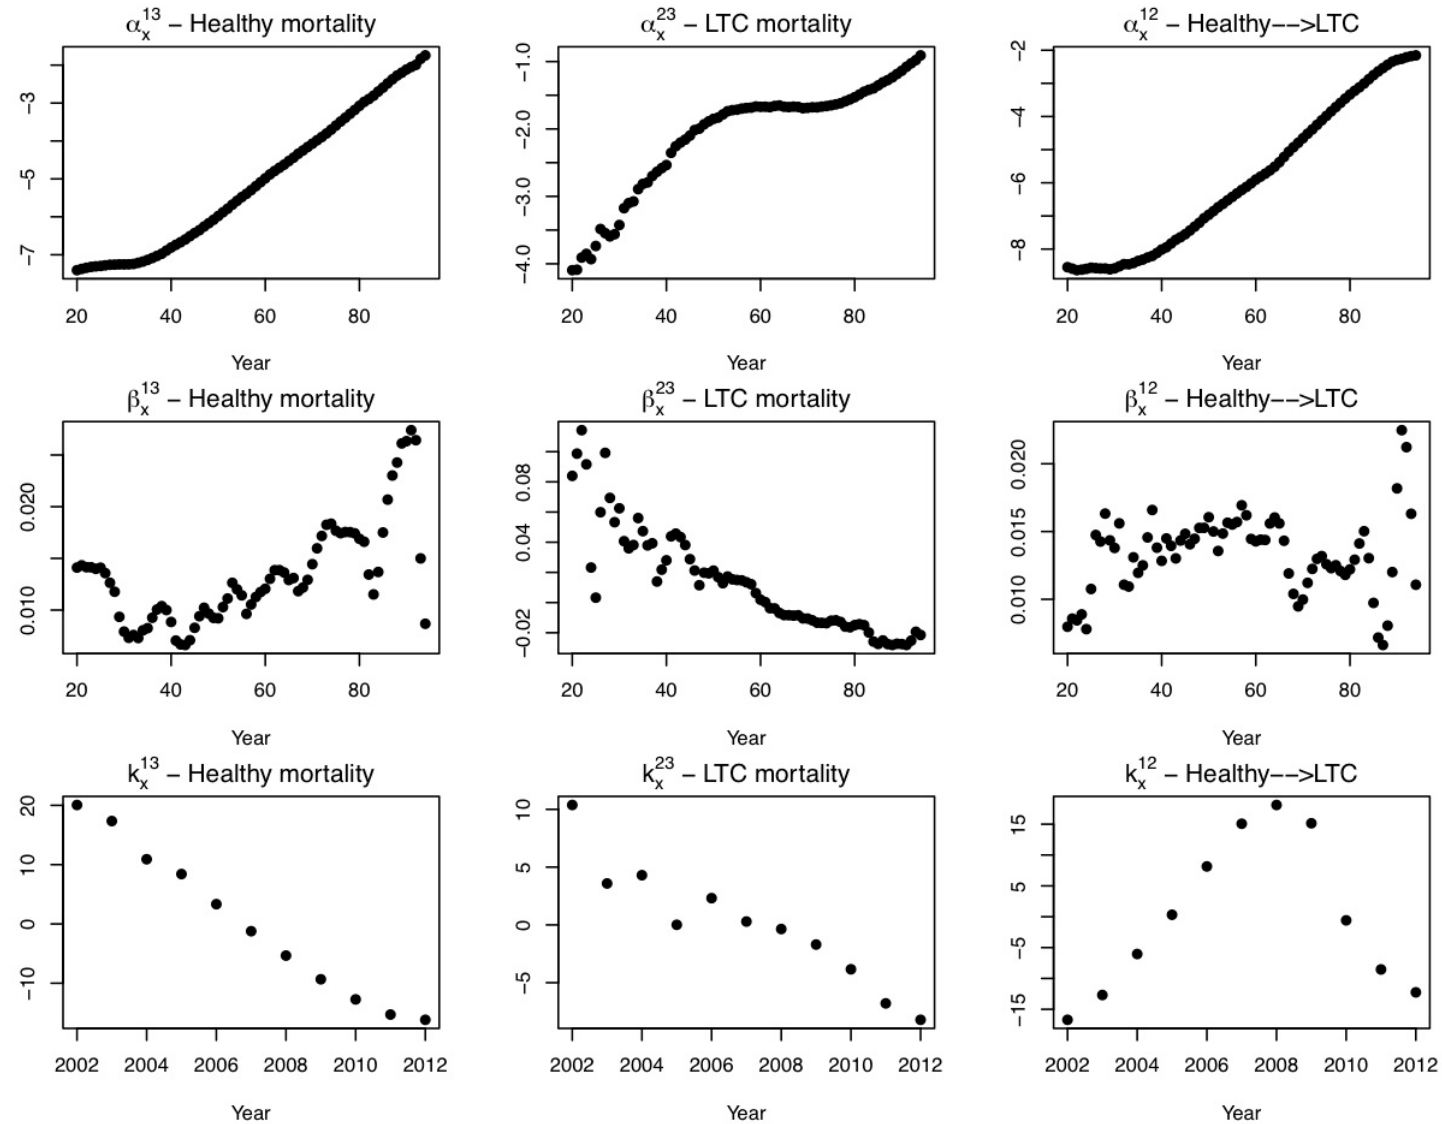 α_x^13 – Healthy mortality
α_x^23 – LTC mortality
α_x^12 – Healthy−−>LTC
−3
−5
−7
20 40 60 80
Year
−1.0
−2.0
−3.0
−4.0
20 40 60 80
Year
−2
−4
−6
−8
20 40 60 80
Year
β_x^13 – Healthy mortality
β_x^23 – LTC mortality
β_x^12 – Healthy−−>LTC
0.020
0.010
20 40 60 80
Year
0.08
0.04
−0.02
20 40 60 80
Year
0.020
0.015
0.010
20 40 60 80
Year
k_x^13 – Healthy mortality
k_x^23 – LTC mortality
k_x^12 – Healthy−−>LTC
20
10
0
−10
2002 2004 2006 2008 2010 2012
Year
10
5
0
−5
2002 2004 2006 2008 2010 2012
Year
15
5
−5
−15
2002 2004 2006 2008 2010 2012
Year